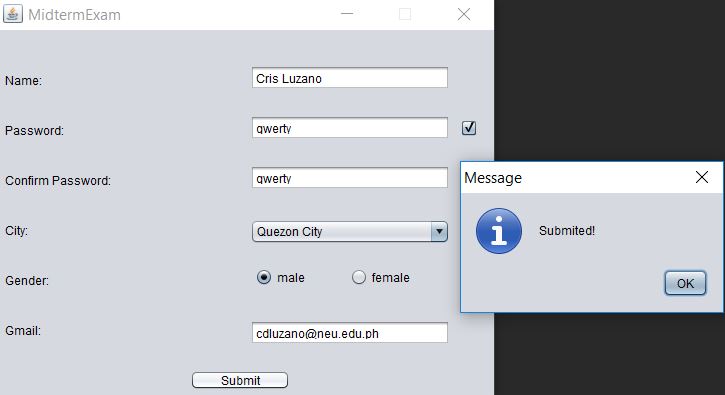 MidtermExam
Name: Cris Luzano
Password: qwerty
Confirm Password: qwerty
City: Quezon City
Gender: male female
Gmail: cdluzano@neu.edu.ph
Submit
Message
Submited!
OK